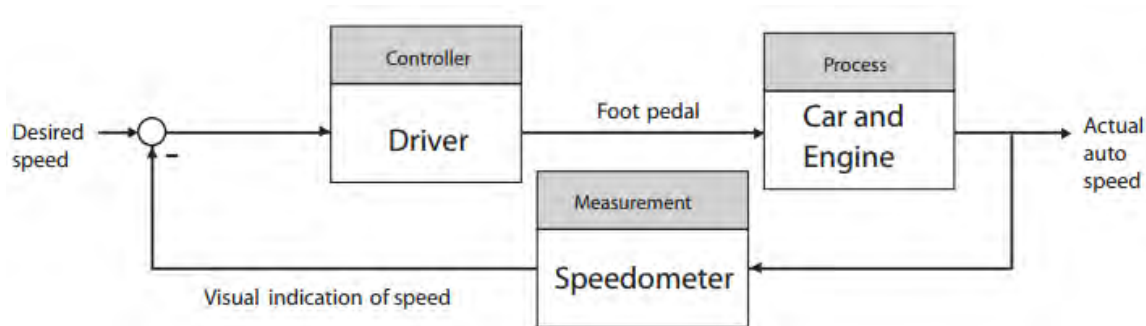 Controller
Process
Desired
speed
–
Driver
Foot pedal
Car and
Engine
Actual
auto
speed
Measurement
Speedometer
Visual indication of speed